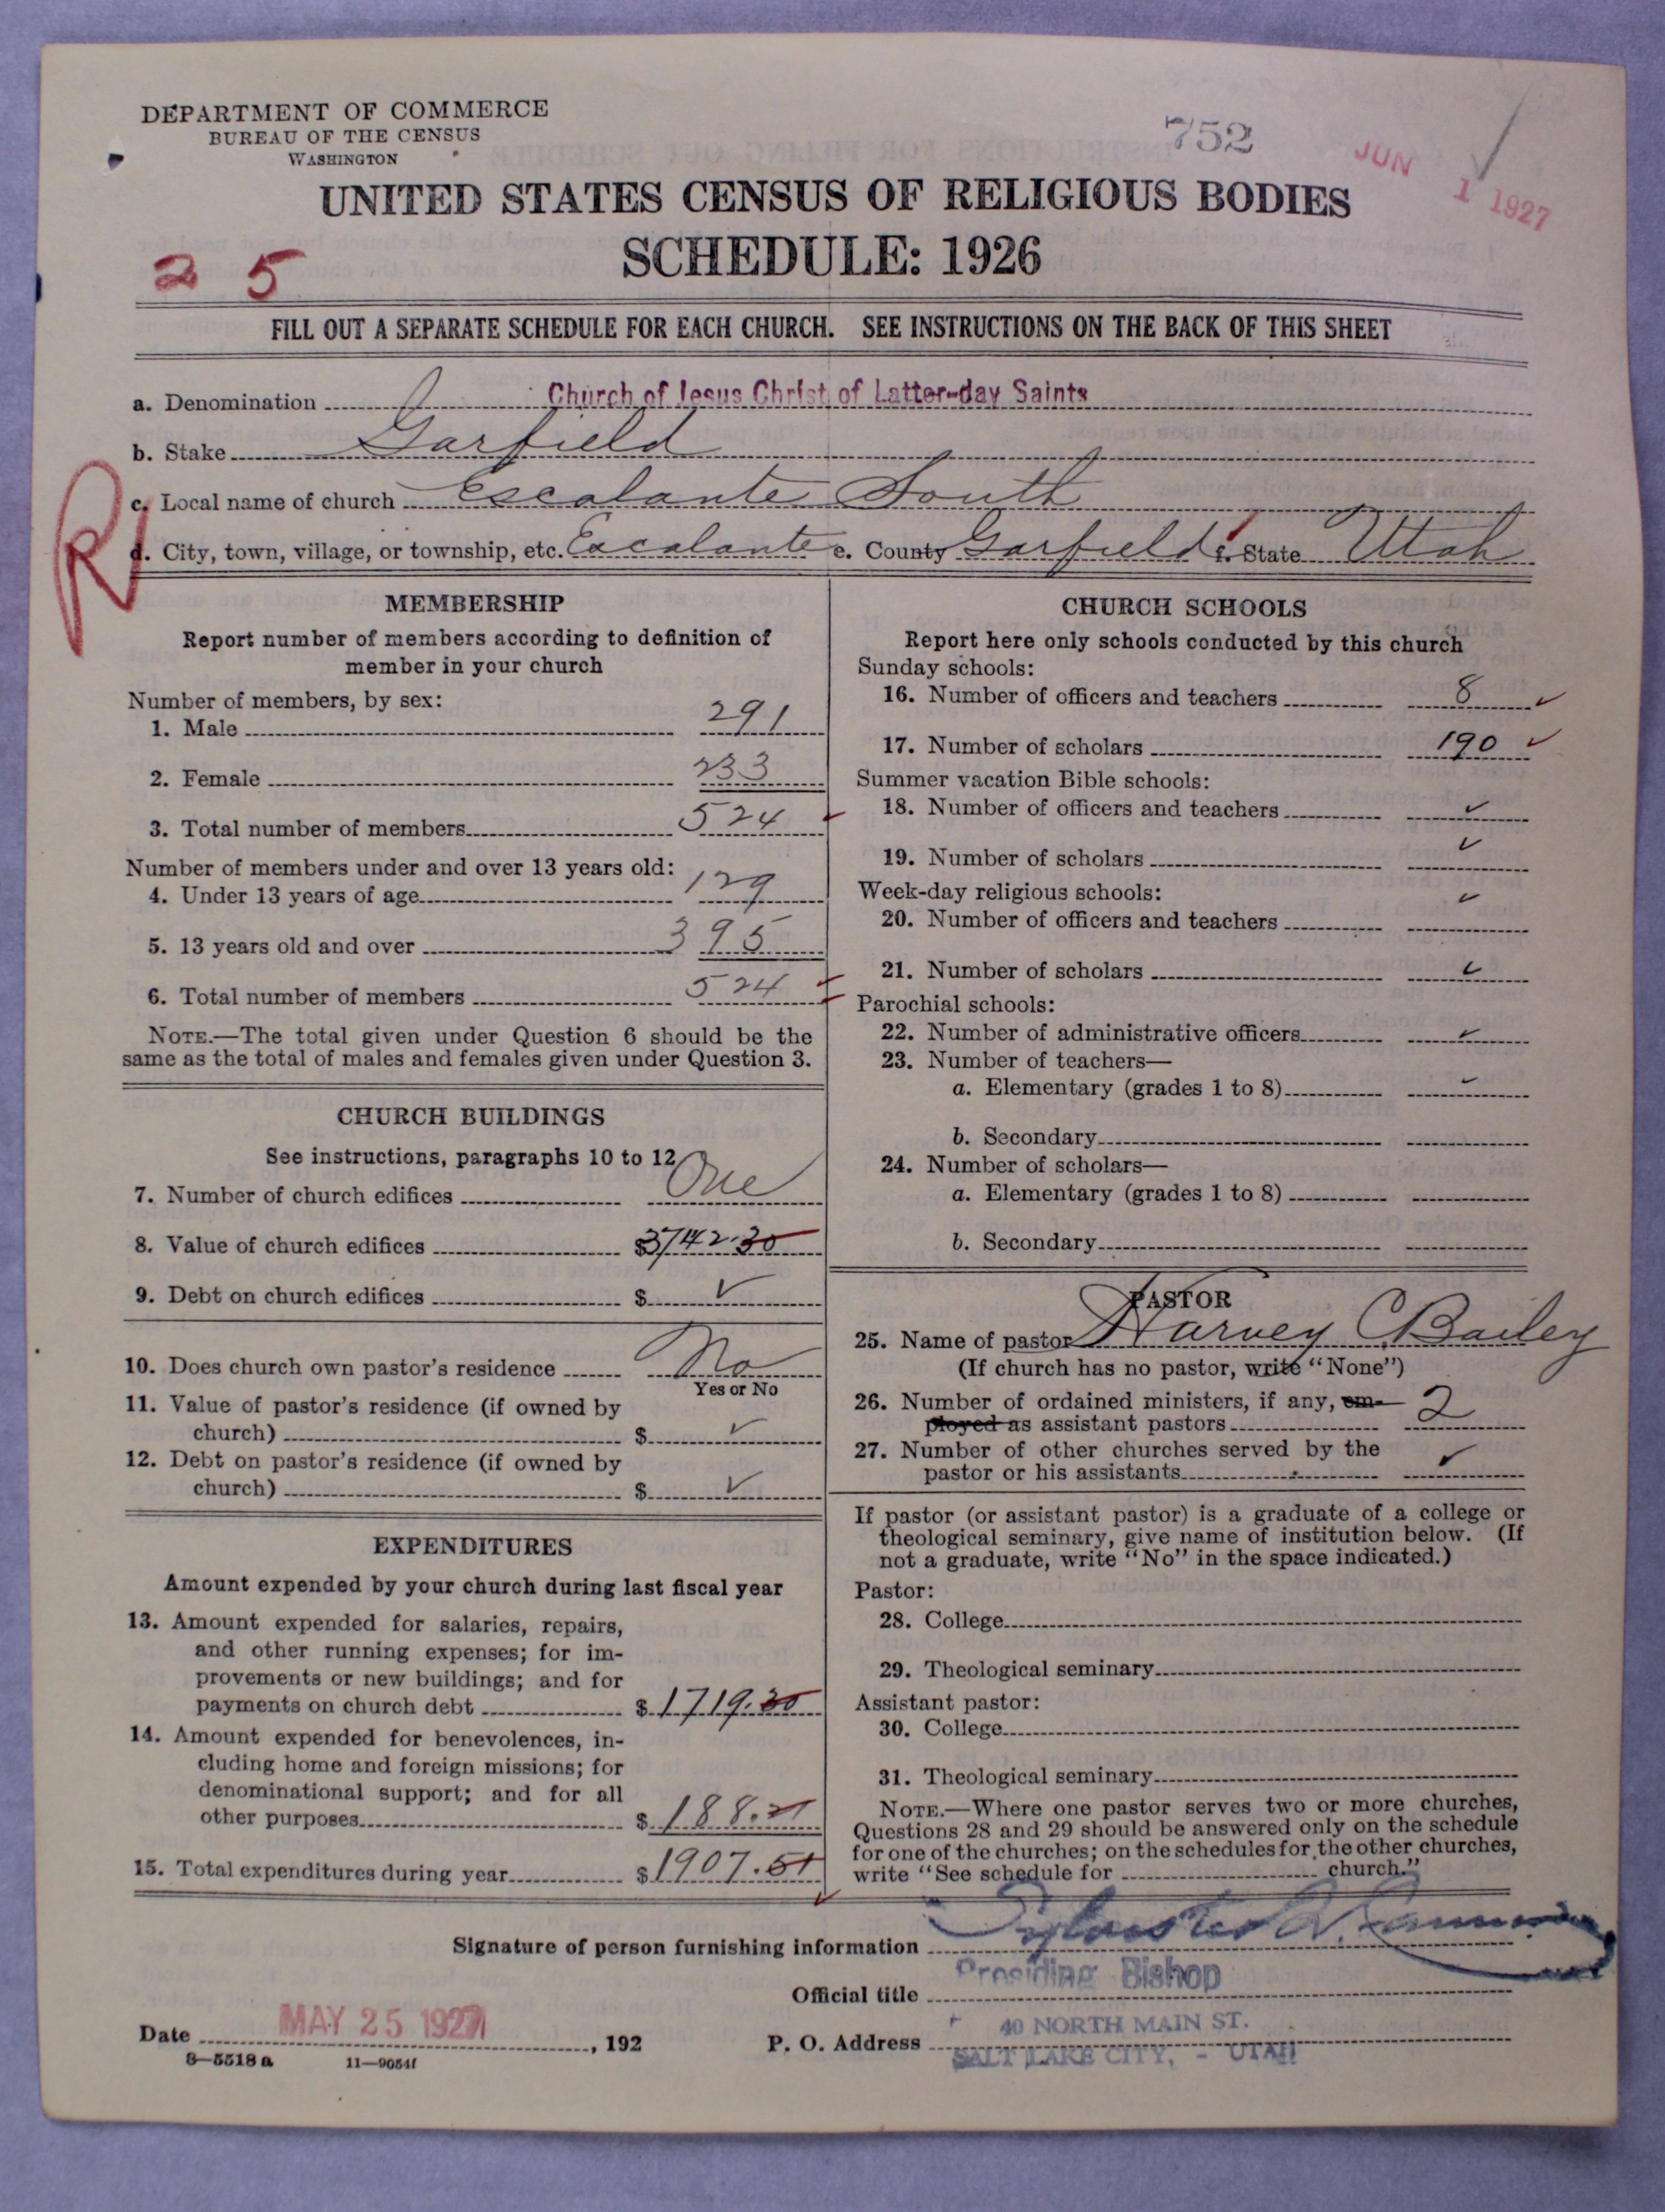 DEPARTMENT OF COMMERCE
BUREAU OF THE CENSUS
WASHINGTON
752
JUN 1 1927
UNITED STATES CENSUS OF RELIGIOUS BODIES
SCHEDULE: 1926
2 5
FILL OUT A SEPARATE SCHEDULE FOR EACH CHURCH. SEE INSTRUCTIONS ON THE BACK OF THIS SHEET
a. Denomination Church of Jesus Christ of Latter-day Saints
b. Stake Garfield
c. Local name of church Escalante South
R
d. City, town, village, or township, etc. Escalante e. County Garfield f. State Utah
MEMBERSHIP
Report number of members according to definition of
member in your church
Number of members, by sex:
1. Male 291
2. Female 233
3. Total number of members 524
Number of members under and over 13 years old:
4. Under 13 years of age 129
5. 13 years old and over 395
6. Total number of members 524
NOTE.—The total given under Question 6 should be the
same as the total of males and females given under Question 3.
CHURCH BUILDINGS
See instructions, paragraphs 10 to 12
7. Number of church edifices One
8. Value of church edifices $3742.30
9. Debt on church edifices $ ✓
10. Does church own pastor's residence No
Yes or No
11. Value of pastor's residence (if owned by
church) $ ✓
12. Debt on pastor's residence (if owned by
church) $ ✓
EXPENDITURES
Amount expended by your church during last fiscal year
13. Amount expended for salaries, repairs,
and other running expenses; for im-
provements or new buildings; and for
payments on church debt $1719.30
14. Amount expended for benevolences, in-
cluding home and foreign missions; for
denominational support; and for all
other purposes $188.21
15. Total expenditures during year $1907.51
CHURCH SCHOOLS
Report here only schools conducted by this church
Sunday schools:
16. Number of officers and teachers 8 ✓
17. Number of scholars 190 ✓
Summer vacation Bible schools:
18. Number of officers and teachers ✓
19. Number of scholars ✓
Week-day religious schools:
20. Number of officers and teachers ✓
21. Number of scholars ✓
Parochial schools:
22. Number of administrative officers ✓
23. Number of teachers—
a. Elementary (grades 1 to 8) ✓
b. Secondary
24. Number of scholars—
a. Elementary (grades 1 to 8)
b. Secondary
PASTOR
25. Name of pastor Harvey C. Bailey
(If church has no pastor, write "None")
26. Number of ordained ministers, if any, em-
ployed as assistant pastors 2
27. Number of other churches served by the
pastor or his assistants ✓
If pastor (or assistant pastor) is a graduate of a college or
theological seminary, give name of institution below. (If
not a graduate, write "No" in the space indicated.)
Pastor:
28. College
29. Theological seminary
Assistant pastor:
30. College
31. Theological seminary
NOTE.—Where one pastor serves two or more churches,
Questions 28 and 29 should be answered only on the schedule
for one of the churches; on the schedules for the other churches,
write "See schedule for church."
Signature of person furnishing information Sylvester Q. Cannon
Official title Presiding Bishop
Date MAY 25 1927, 192
P. O. Address 40 NORTH MAIN ST.
SALT LAKE CITY, - UTAH
8—5518 a 11—9054f